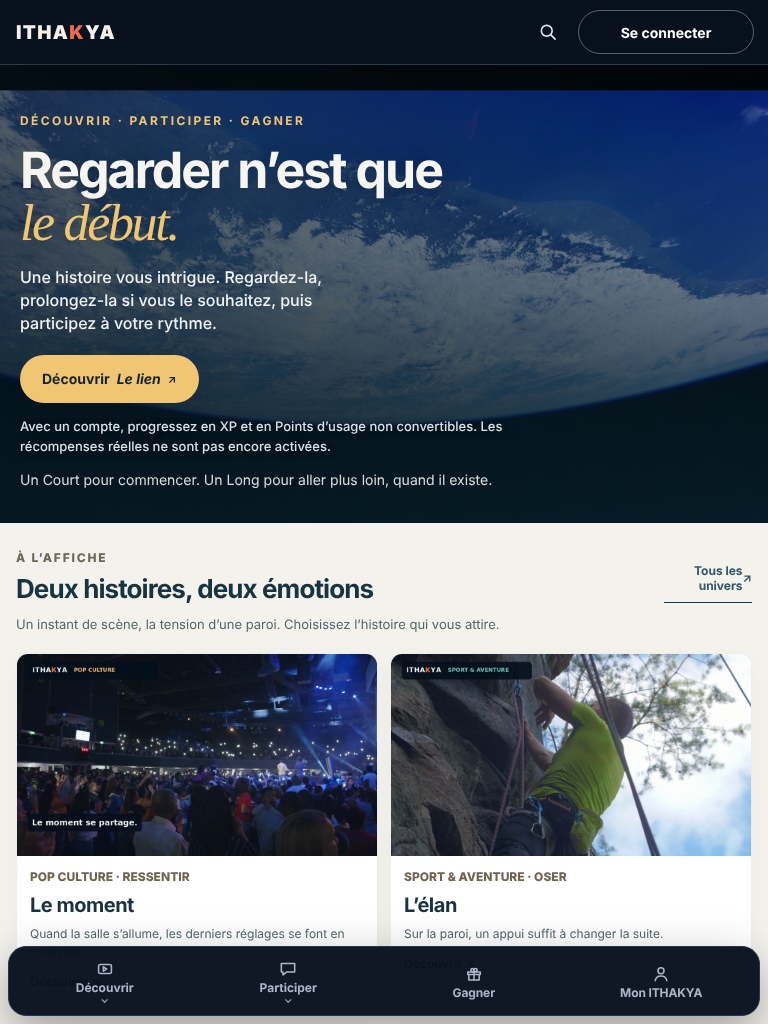 ITHAKYA
Se connecter
DÉCOUVRIR · PARTICIPER · GAGNER
Regarder n’est que
le début.
Une histoire vous intrigue. Regardez-la,
prolongez-la si vous le souhaitez, puis
participez à votre rythme.
Découvrir Le lien
Avec un compte, progressez en XP et en Points d’usage non convertibles. Les
récompenses réelles ne sont pas encore activées.
Un Court pour commencer. Un Long pour aller plus loin, quand il existe.
À L’AFFICHE
Deux histoires, deux émotions
Tous les
univers
Un instant de scène, la tension d’une paroi. Choisissez l’histoire qui vous attire.
ITHAKYA POP CULTURE
Le moment se partage.
POP CULTURE · RESSENTIR
Le moment
Quand la salle s’allume, les derniers réglages se font en
ITHAKYA SPORT & AVENTURE
SPORT & AVENTURE · OSER
L’élan
Sur la paroi, un appui suffit à changer la suite.
Découvrir
Participer
Gagner
Mon ITHAKYA